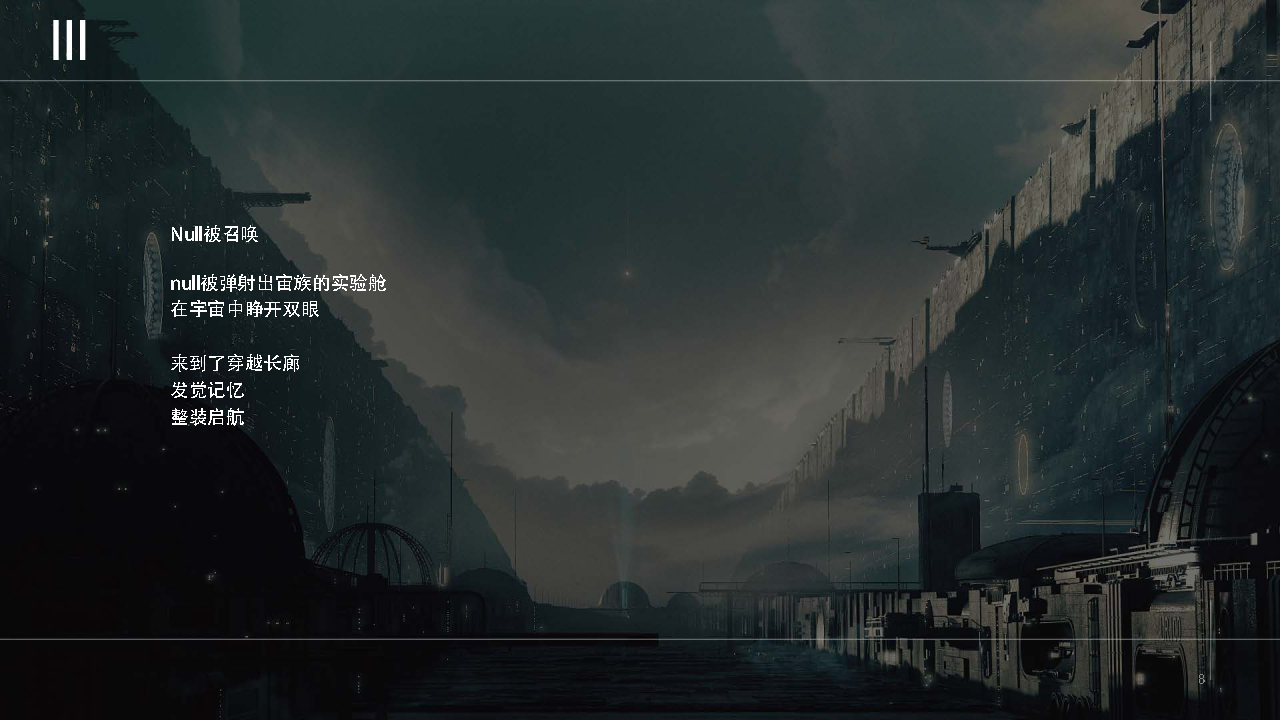 III
Null被召唤
null被弹射出宙族的实验舱
在宇宙中睁开双眼
来到了穿越长廊
发觉记忆
整装启航
8